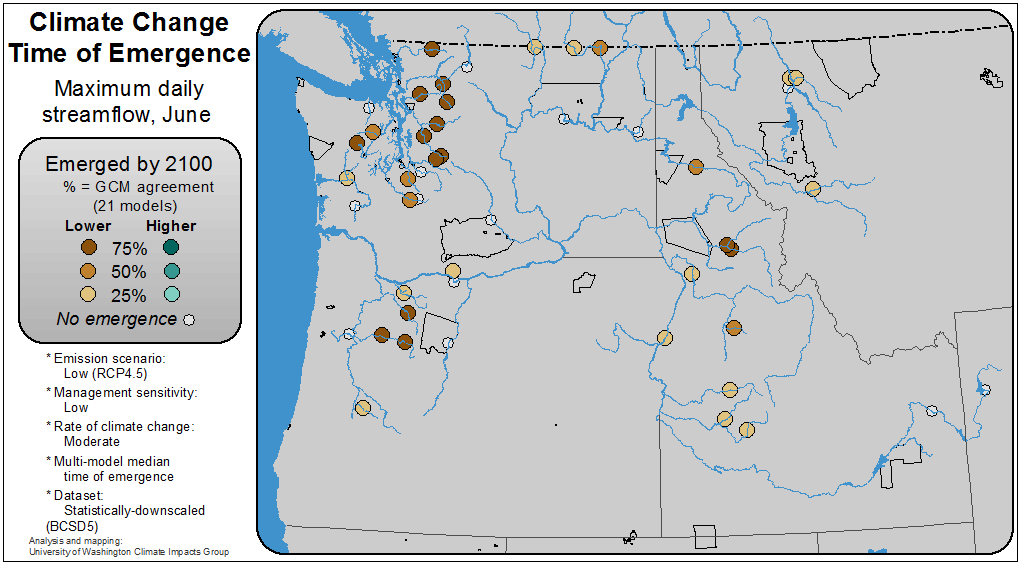 Climate Change
Time of Emergence
Maximum daily
streamflow, June
Emerged by 2100
% = GCM agreement
(21 models)
Lower Higher
75%
50%
25%
No emergence
* Emission scenario:
Low (RCP4.5)
* Management sensitivity:
Low
* Rate of climate change:
Moderate
* Multi-model median
time of emergence
* Dataset:
Statistically-downscaled
(BCSD5)
Analysis and mapping:
University of Washington Climate Impacts Group